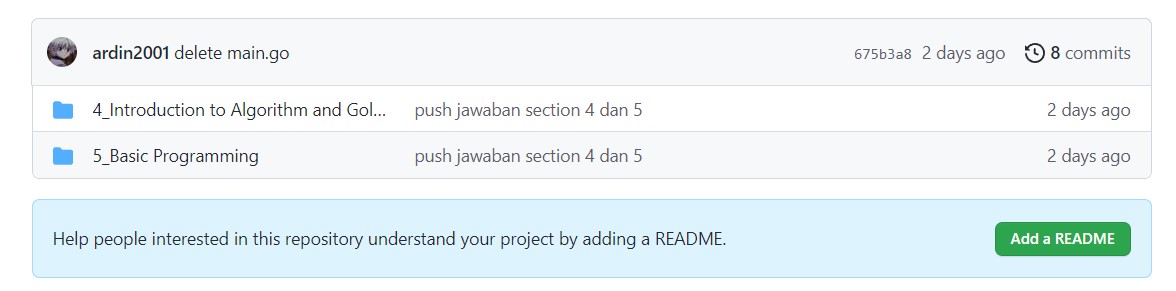 ardin2001 delete main.go 675b3a8 2 days ago 8 commits
4_Introduction to Algorithm and Gol... push jawaban section 4 dan 5 2 days ago
5_Basic Programming push jawaban section 4 dan 5 2 days ago
Help people interested in this repository understand your project by adding a README. Add a README